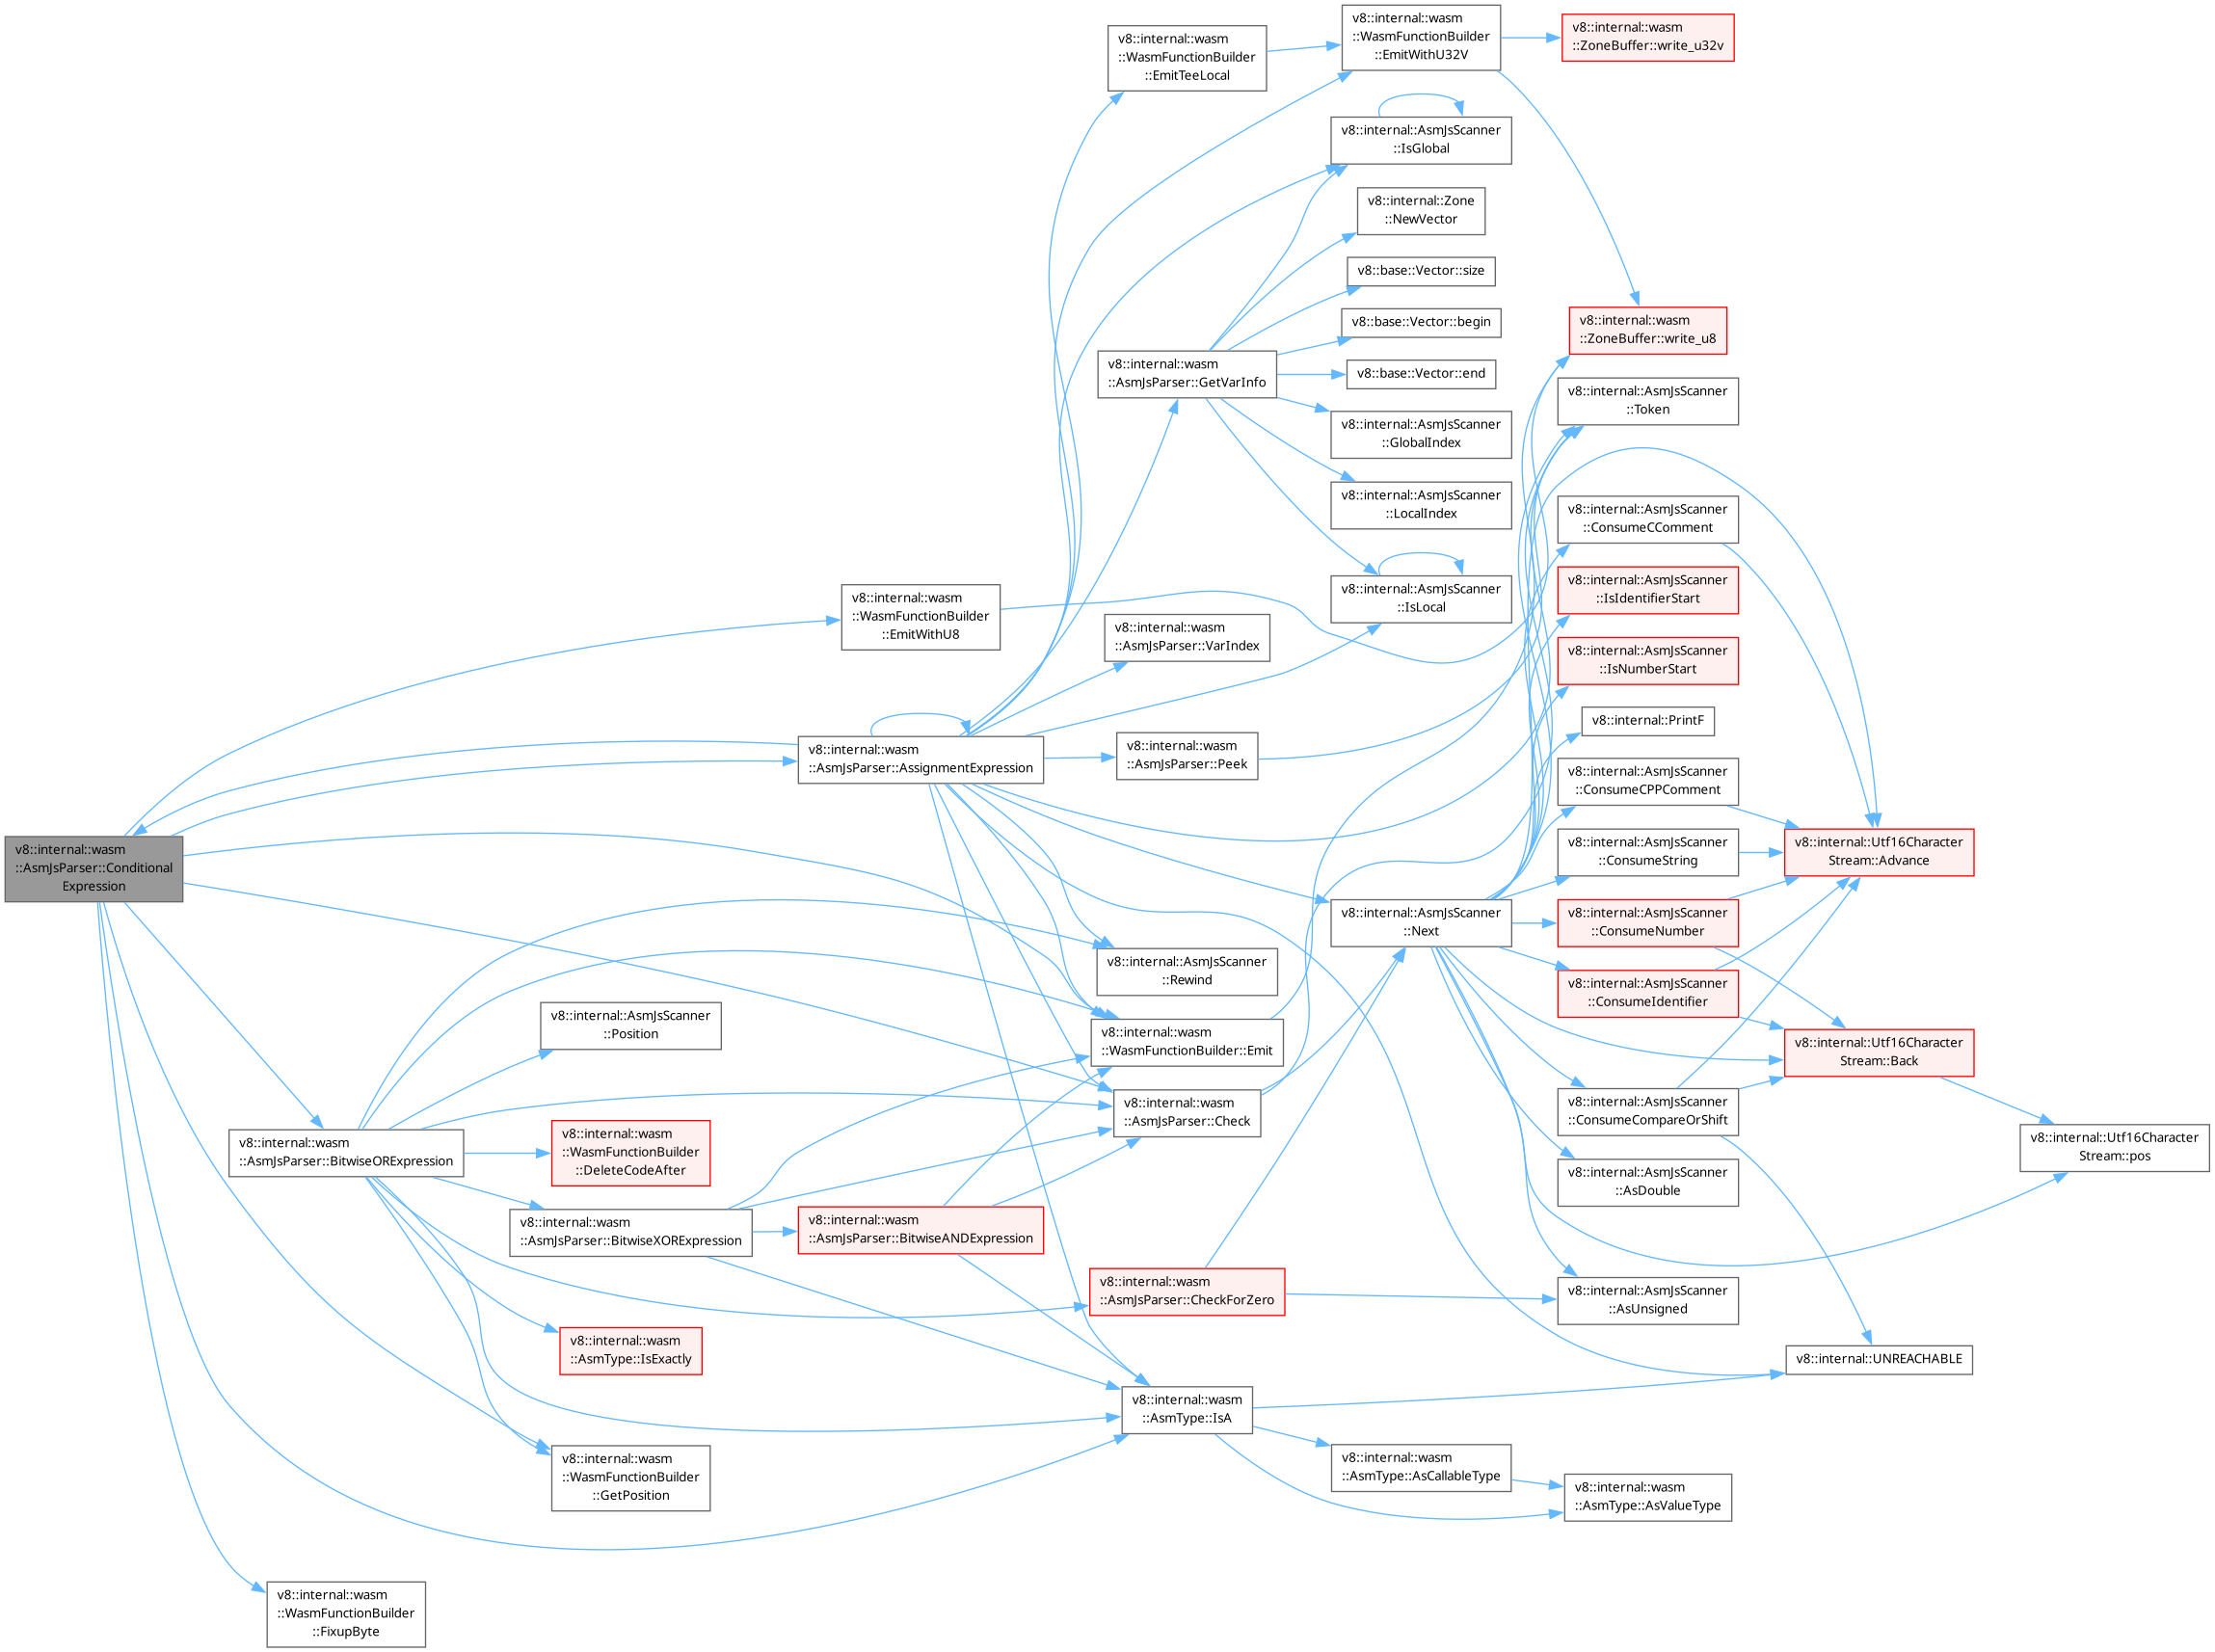 v8::internal::wasm
::AsmJsParser::Conditional
Expression
v8::internal::wasm
::WasmFunctionBuilder
::EmitWithU8
v8::internal::wasm
::AsmJsParser::AssignmentExpression
v8::internal::wasm
::AsmJsParser::BitwiseORExpression
v8::internal::AsmJsScanner
::Position
v8::internal::wasm
::WasmFunctionBuilder
::DeleteCodeAfter
v8::internal::wasm
::AsmJsParser::BitwiseXORExpression
v8::internal::wasm
::AsmJsParser::BitwiseANDExpression
v8::internal::wasm
::AsmType::IsExactly
v8::internal::wasm
::WasmFunctionBuilder
::GetPosition
v8::internal::wasm
::WasmFunctionBuilder
::FixupByte
v8::internal::wasm
::WasmFunctionBuilder
::EmitTeeLocal
v8::internal::wasm
::AsmJsParser::GetVarInfo
v8::internal::wasm
::AsmJsParser::VarIndex
v8::internal::wasm
::AsmJsParser::Peek
v8::internal::AsmJsScanner
::Rewind
v8::internal::wasm
::WasmFunctionBuilder::Emit
v8::internal::wasm
::AsmJsParser::Check
v8::internal::wasm
::AsmJsParser::CheckForZero
v8::internal::wasm
::AsmType::IsA
v8::internal::wasm
::WasmFunctionBuilder
::EmitWithU32V
v8::internal::AsmJsScanner
::IsGlobal
v8::internal::Zone
::NewVector
v8::base::Vector::size
v8::base::Vector::begin
v8::base::Vector::end
v8::internal::AsmJsScanner
::GlobalIndex
v8::internal::AsmJsScanner
::LocalIndex
v8::internal::AsmJsScanner
::IsLocal
v8::internal::AsmJsScanner
::Next
v8::internal::wasm
::AsmType::AsCallableType
v8::internal::wasm
::ZoneBuffer::write_u32v
v8::internal::wasm
::ZoneBuffer::write_u8
v8::internal::AsmJsScanner
::Token
v8::internal::AsmJsScanner
::ConsumeCComment
v8::internal::AsmJsScanner
::IsIdentifierStart
v8::internal::AsmJsScanner
::IsNumberStart
v8::internal::PrintF
v8::internal::AsmJsScanner
::ConsumeCPPComment
v8::internal::AsmJsScanner
::ConsumeString
v8::internal::AsmJsScanner
::ConsumeNumber
v8::internal::AsmJsScanner
::ConsumeIdentifier
v8::internal::AsmJsScanner
::ConsumeCompareOrShift
v8::internal::AsmJsScanner
::AsDouble
v8::internal::AsmJsScanner
::AsUnsigned
v8::internal::wasm
::AsmType::AsValueType
v8::internal::Utf16Character
Stream::Advance
v8::internal::Utf16Character
Stream::Back
v8::internal::UNREACHABLE
v8::internal::Utf16Character
Stream::pos